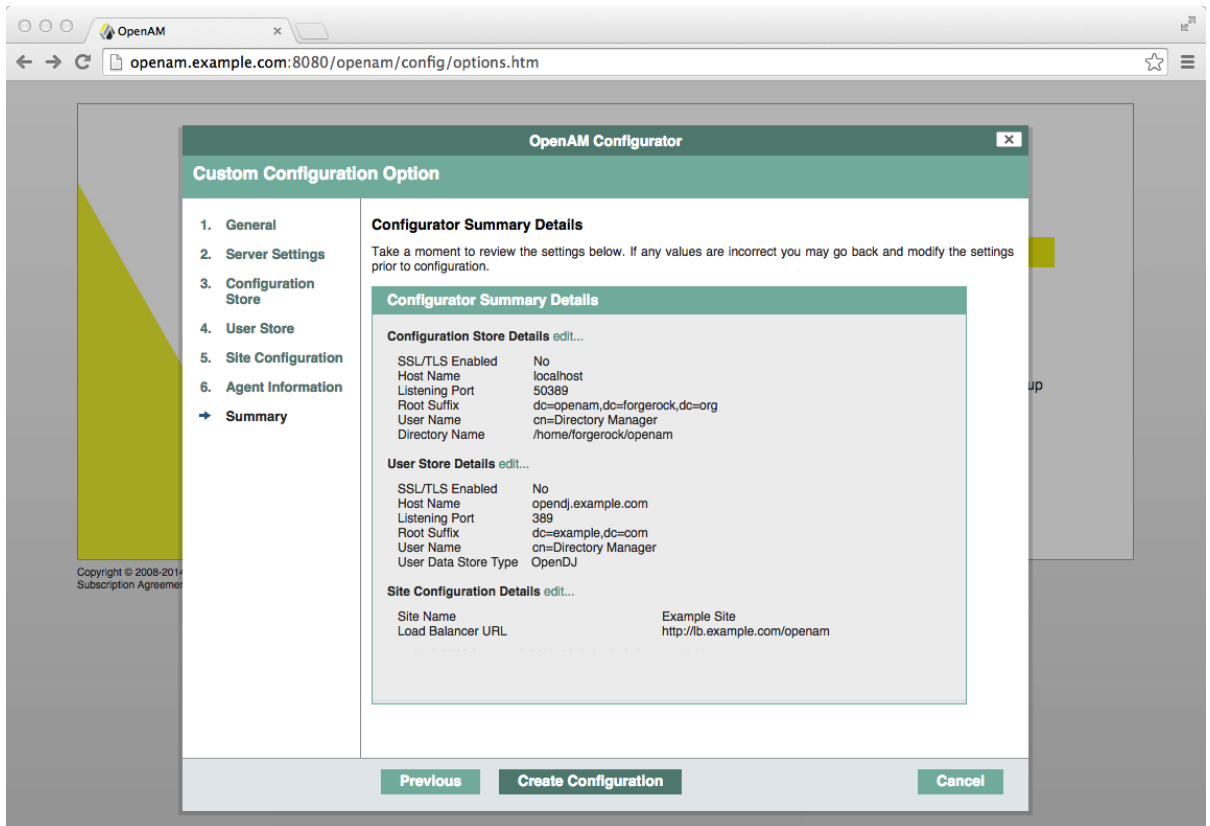 OpenAM
openam.example.com:8080/openam/config/options.htm
OpenAM Configurator
Custom Configuration Option
1. General
2. Server Settings
3. Configuration
Store
4. User Store
5. Site Configuration
6. Agent Information
Summary
Configurator Summary Details
Take a moment to review the settings below. If any values are incorrect you may go back and modify the settings
prior to configuration.
Configurator Summary Details
Configuration Store Details edit...
SSL/TLS Enabled No
Host Name localhost
Listening Port 50389
Root Suffix dc=openam,dc=forgerock,dc=org
User Name cn=Directory Manager
Directory Name /home/forgerock/openam
User Store Details edit...
SSL/TLS Enabled No
Host Name opendj.example.com
Listening Port 389
Root Suffix dc=example,dc=com
User Name cn=Directory Manager
User Data Store Type OpenDJ
Site Configuration Details edit...
Site Name Example Site
Load Balancer URL http://lb.example.com/openam
up
Copyright © 2008-2014
Subscription Agreemen
Previous
Create Configuration
Cancel